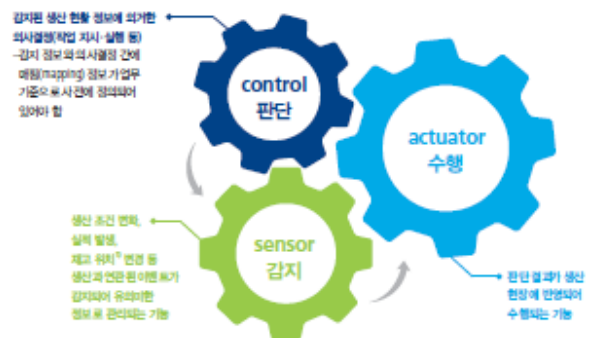 감지된 생산 현황 정보에 의거한
의사결정(작업 지시·실행 등)
-감지 정보와 의사결정 간에
매핑(mapping) 정보가 업무
기준으로 사전에 정의되어
있어야 함
control
판단
actuator
수행
sensor
감지
생산 조건 변화,
실적 발생,
재고 위치 변경 등
생산과 연관된 이벤트가
감지되어 유의미한
정보로 관리되는 기능
판단 결과가 생산
현장에 반영되어
수행되는 기능